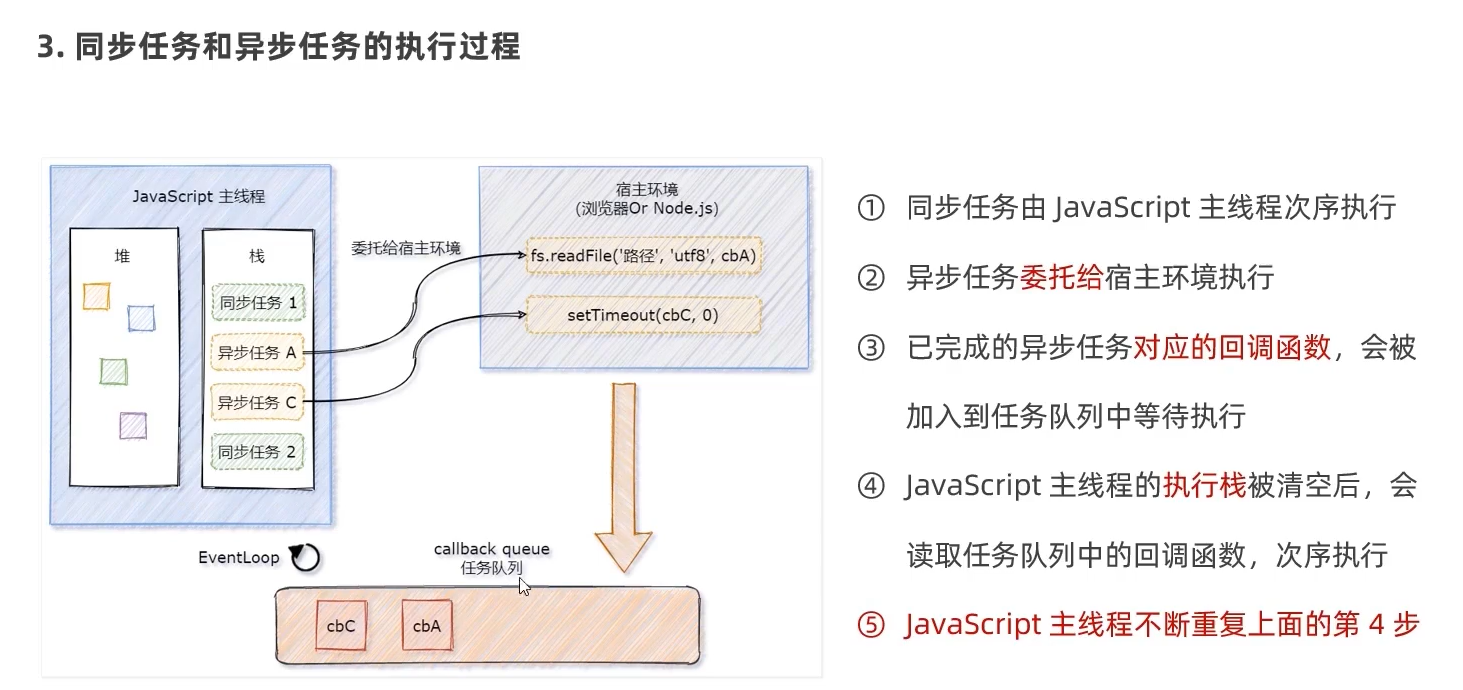 3. 同步任务和异步任务的执行过程
JavaScript 主线程
堆
栈
同步任务 1
异步任务 A
异步任务 C
同步任务 2
委托给宿主环境
宿主环境
(浏览器Or Node.js)
fs.readFile('路径', 'utf8', cbA)
setTimeout(cbC, 0)
EventLoop
callback queue
任务队列
cbC
cbA
① 同步任务由 JavaScript 主线程次序执行
② 异步任务委托给宿主环境执行
③ 已完成的异步任务对应的回调函数，会被
加入到任务队列中等待执行
④ JavaScript 主线程的执行栈被清空后，会
读取任务队列中的回调函数，次序执行
⑤ JavaScript 主线程不断重复上面的第 4 步